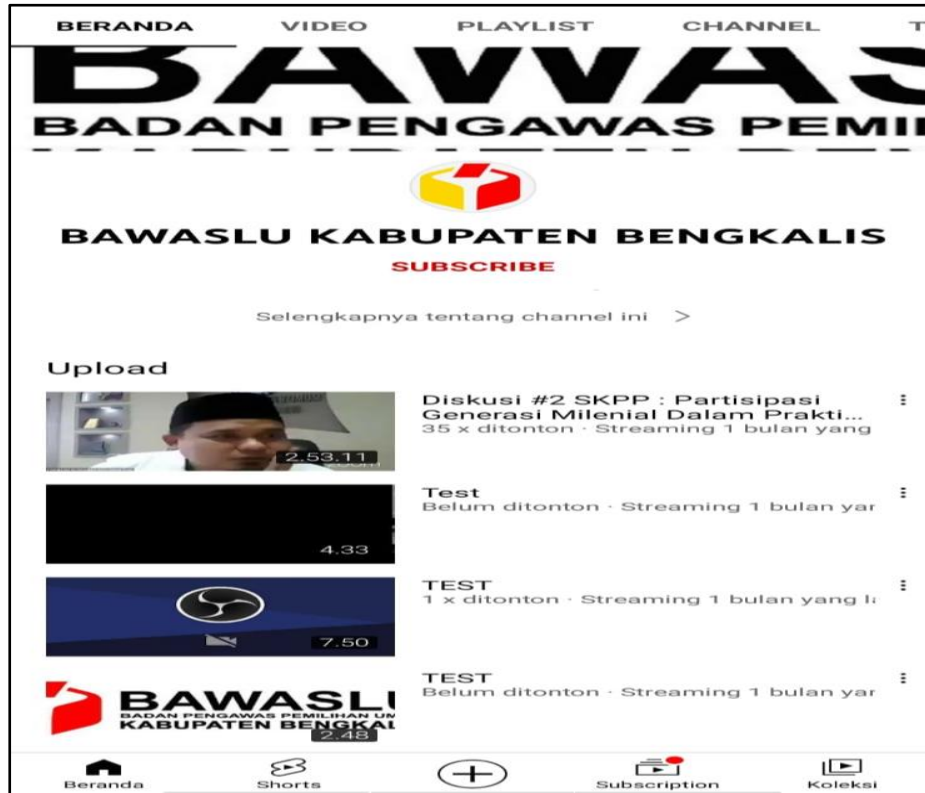 BERANDA VIDEO PLAYLIST CHANNEL T
BAWAS
BADAN PENGAWAS PEMI
BAWASLU KABUPATEN BENGKALIS
SUBSCRIBE
Selengkapnya tentang channel ini >
Upload
2.53.11
Diskusi #2 SKPP : Partisipasi
Generasi Milenial Dalam Prakti...
35 x ditonton · Streaming 1 bulan yang
4.33
Test
Belum ditonton · Streaming 1 bulan yar
7.50
TEST
1 x ditonton · Streaming 1 bulan yang la
BAWASLU
BADAN PENGAWAS PEMILIHAN UM
KABUPATEN BENGKAL
2.48
TEST
Belum ditonton · Streaming 1 bulan yar
Beranda Shorts Subscription Koleksi